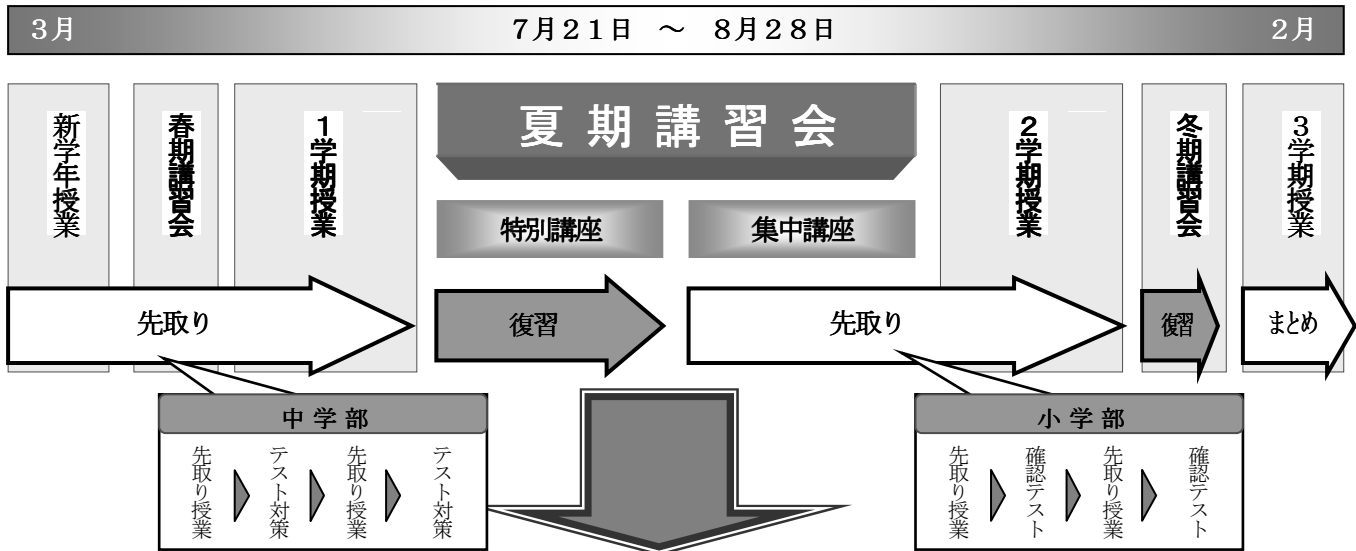 ３月
７月２１日　～　８月２８日
２月
新学年授業
春期講習会
１学期授業
夏期講習会
特別講座
集中講座
２学期授業
冬期講習会
３学期授業
先取り
復習
先取り
復習
まとめ
中学部
先取り授業
テスト対策
先取り授業
テスト対策
小学部
先取り授業
確認テスト
先取り授業
確認テスト